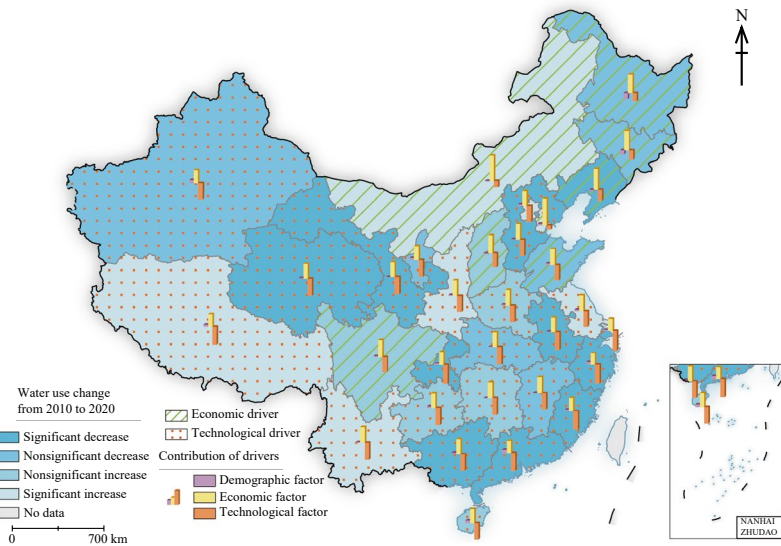 N
Water use change
from 2010 to 2020
Significant decrease
Nonsignificant decrease
Nonsignificant increase
Significant increase
No data
0 700 km
Economic driver
Technological driver
Contribution of drivers
Demographic factor
Economic factor
Technological factor
NANHAI
ZHUDAO